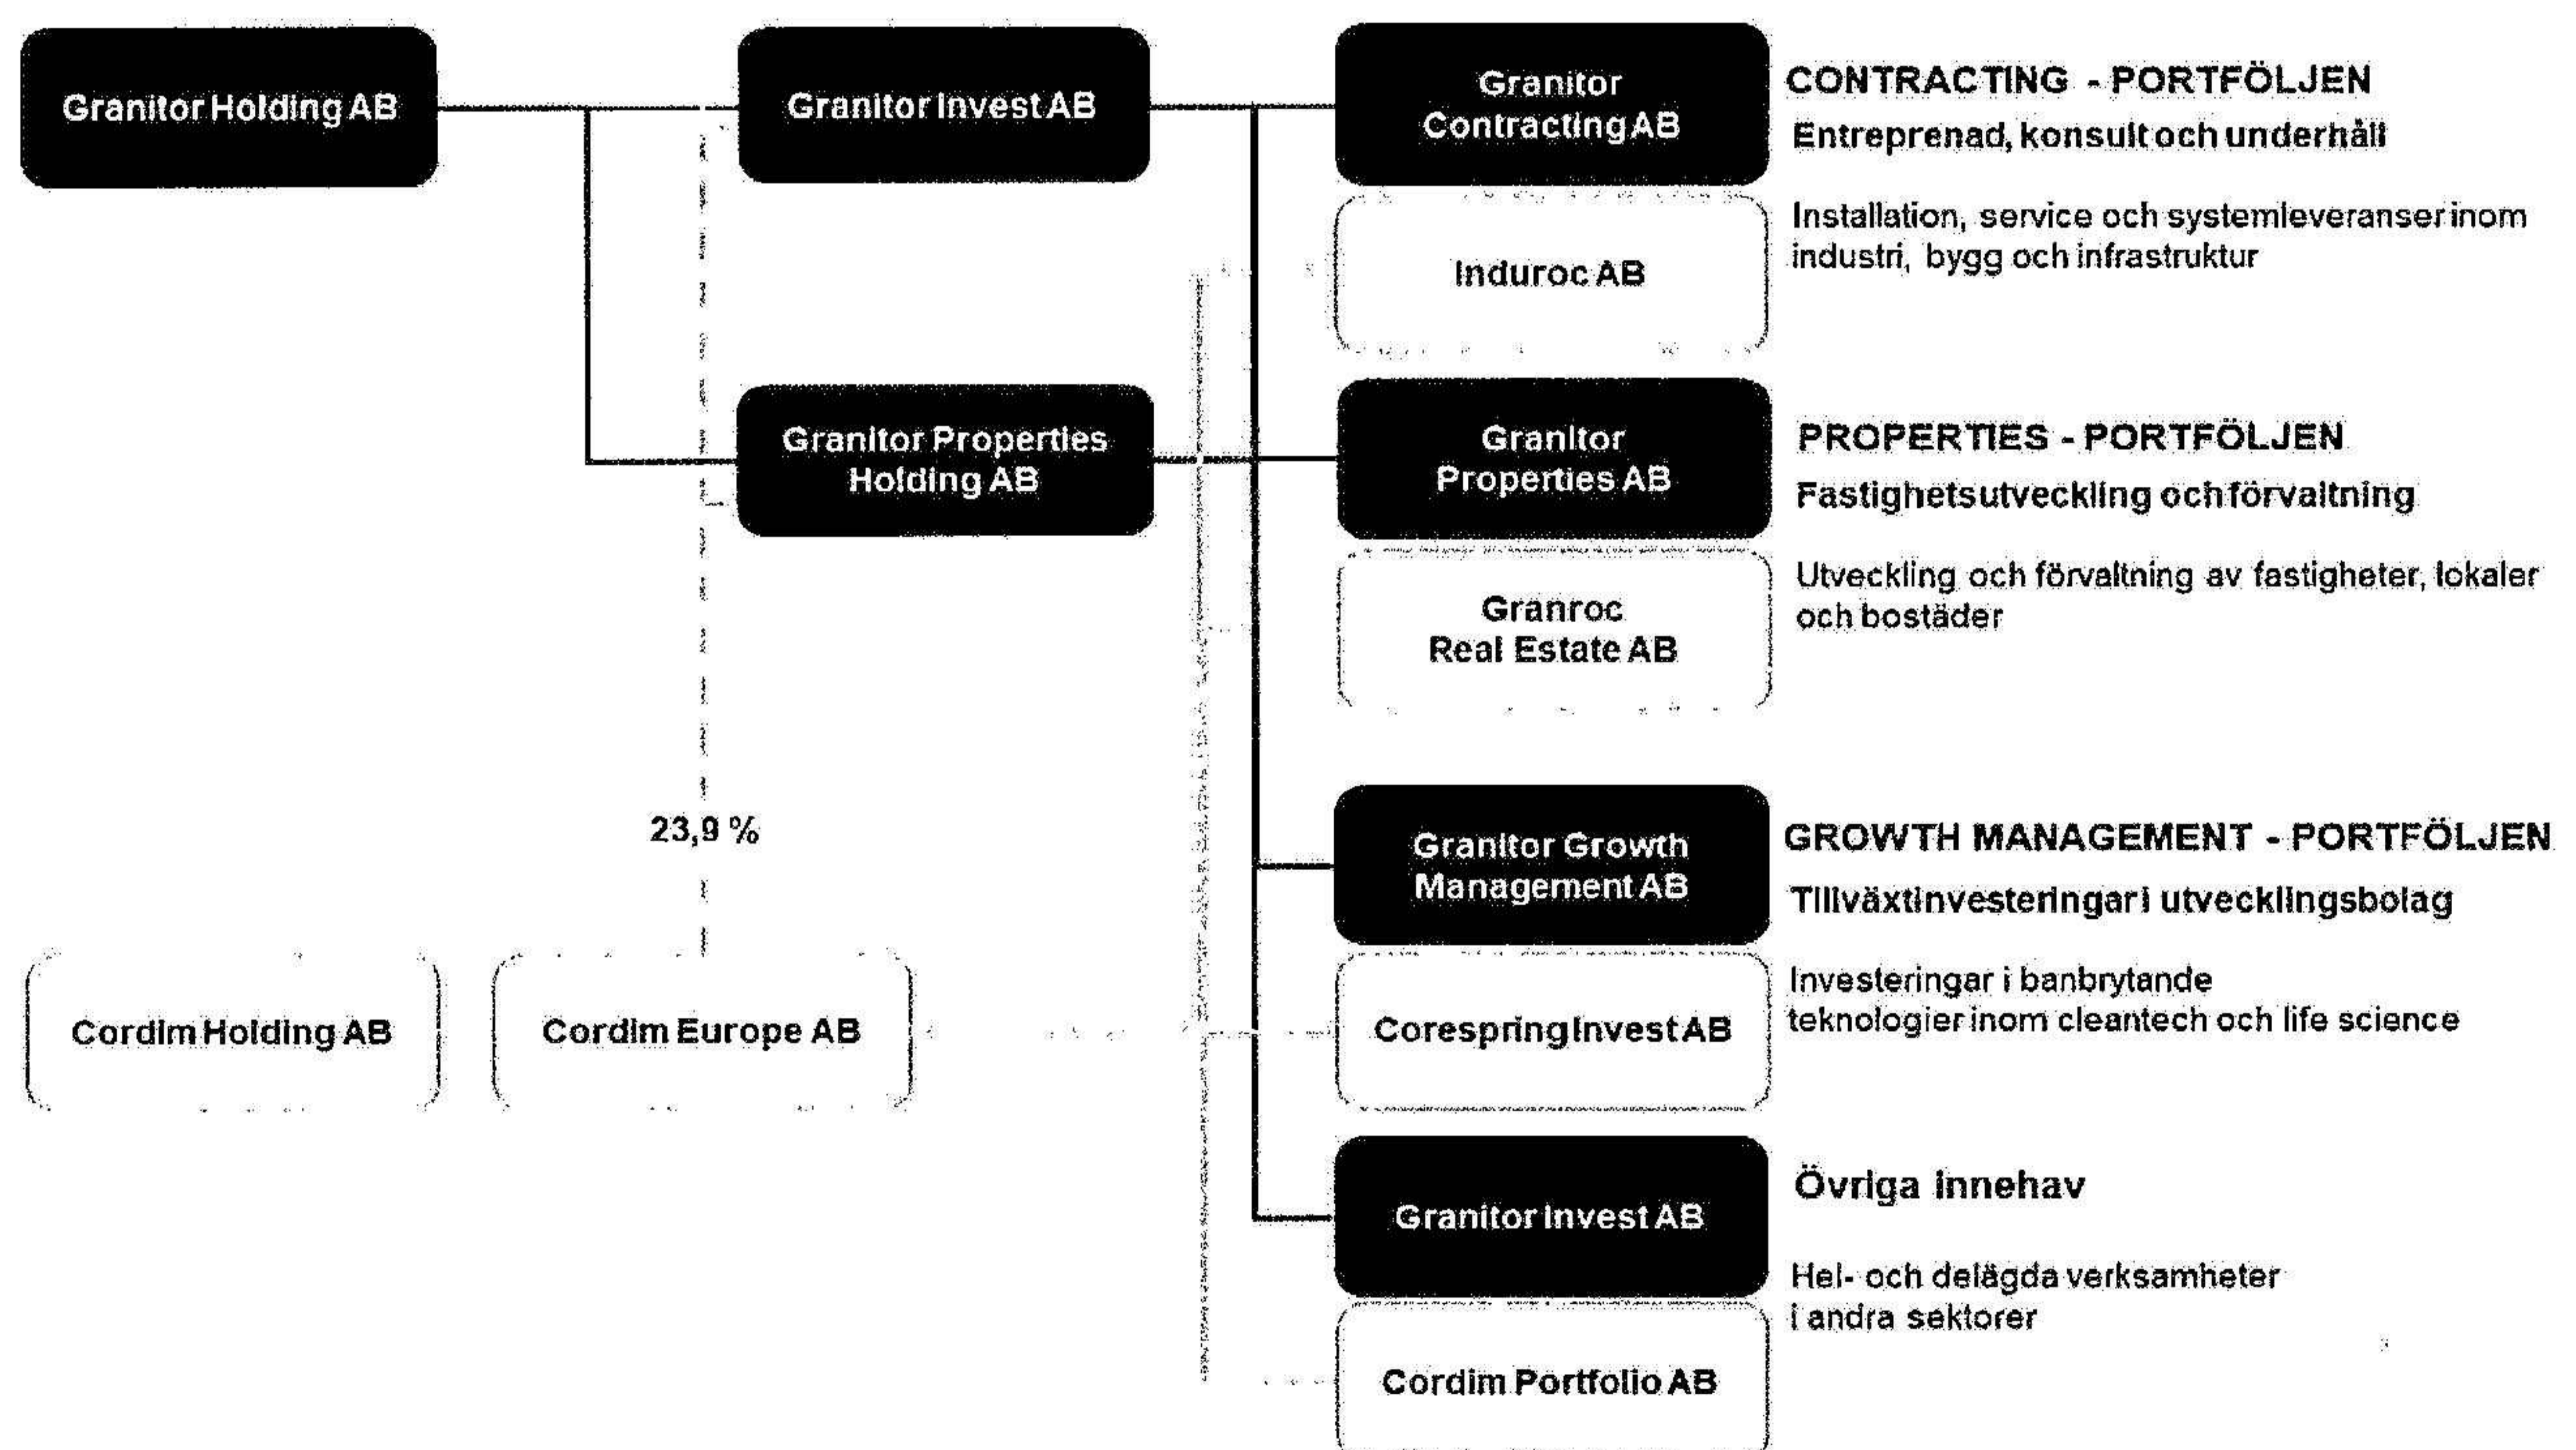 Granitor Holding AB
Granitor Invest AB
Granitor
Contracting AB
CONTRACTING - PORTFÖLJEN
Entreprenad, konsult och underhåll
Installation, service och systemleveranser inom
industri, bygg och infrastruktur
Induroc AB
Granitor Properties
Holding AB
Granitor
Properties AB
PROPERTIES - PORTFÖLJEN
Fastighetsutveckling och förvaltning
Utveckling och förvaltning av fastigheter, lokaler
och bostäder
Granroc
Real Estate AB
23,9 %
Granitor Growth
Management AB
GROWTH MANAGEMENT - PORTFÖLJEN
Tillväxtinvesteringar i utvecklingsbolag
Investeringar i banbrytande
teknologier inom cleantech och life science
Cordim Holding AB
Cordim Europe AB
Corespring Invest AB
Granitor Invest AB
Övriga innehav
Hel- och delägda verksamheter
i andra sektorer
Cordim Portfolio AB